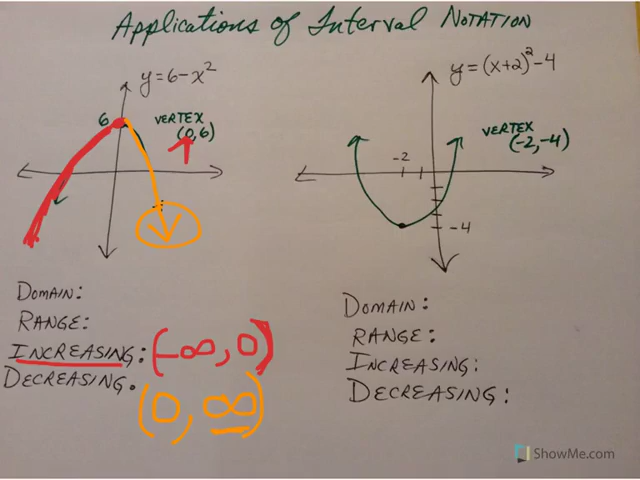 Applications of Interval Notation
y = 6 - x²
6
VERTEX
(0, 6)
DOMAIN:
RANGE:
INCREASING: (-∞, 0)
DECREASING. (0, ∞)
y = (x+2)² - 4
VERTEX
(-2, -4)
-2
-4
DOMAIN:
RANGE:
INCREASING:
DECREASING:
ShowMe.com